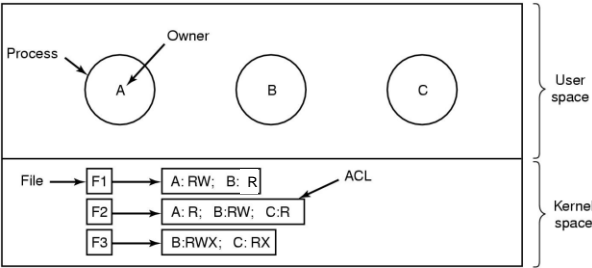 Owner
Process
A
B
C
User
space
File
F1
A: RW; B: R
ACL
F2
A: R; B:RW; C:R
F3
B:RWX; C: RX
Kernel
space